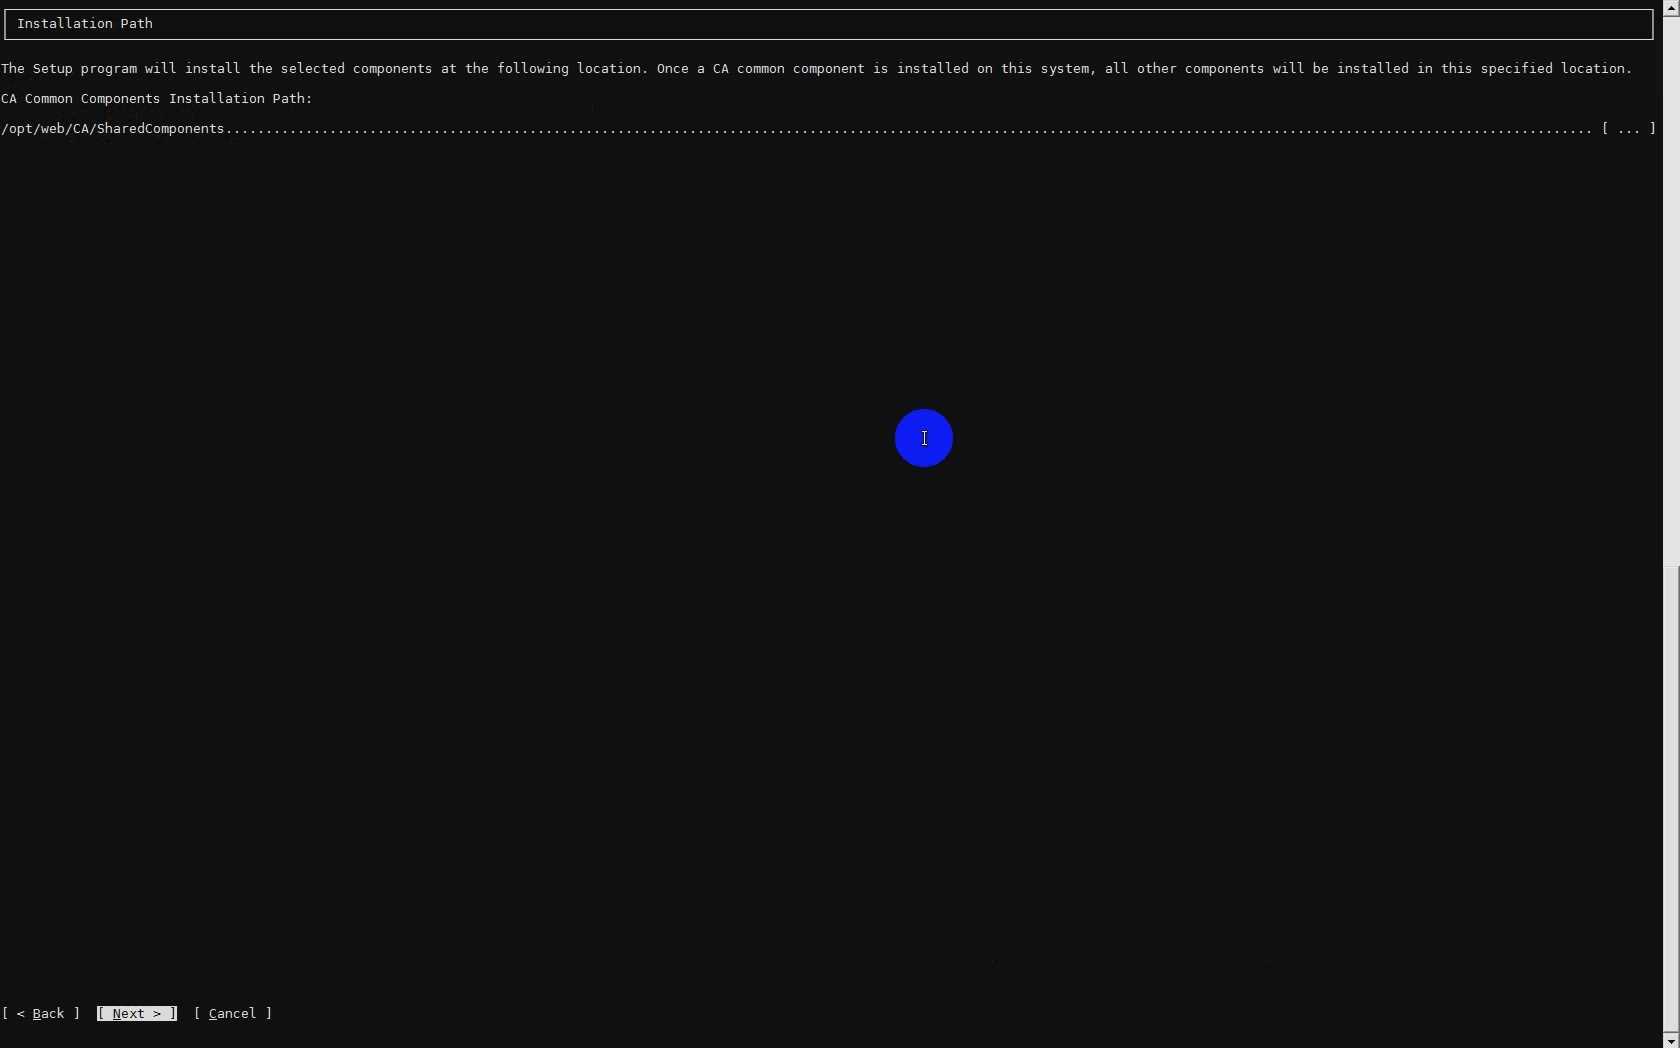 Installation Path
The Setup program will install the selected components at the following location. Once a CA common component is installed on this system, all other components will be installed in this specified location.
CA Common Components Installation Path:
/opt/web/CA/SharedComponents........................................................................................................................................................................... [ ... ]
[ < Back ]  [ Next > ]  [ Cancel ]